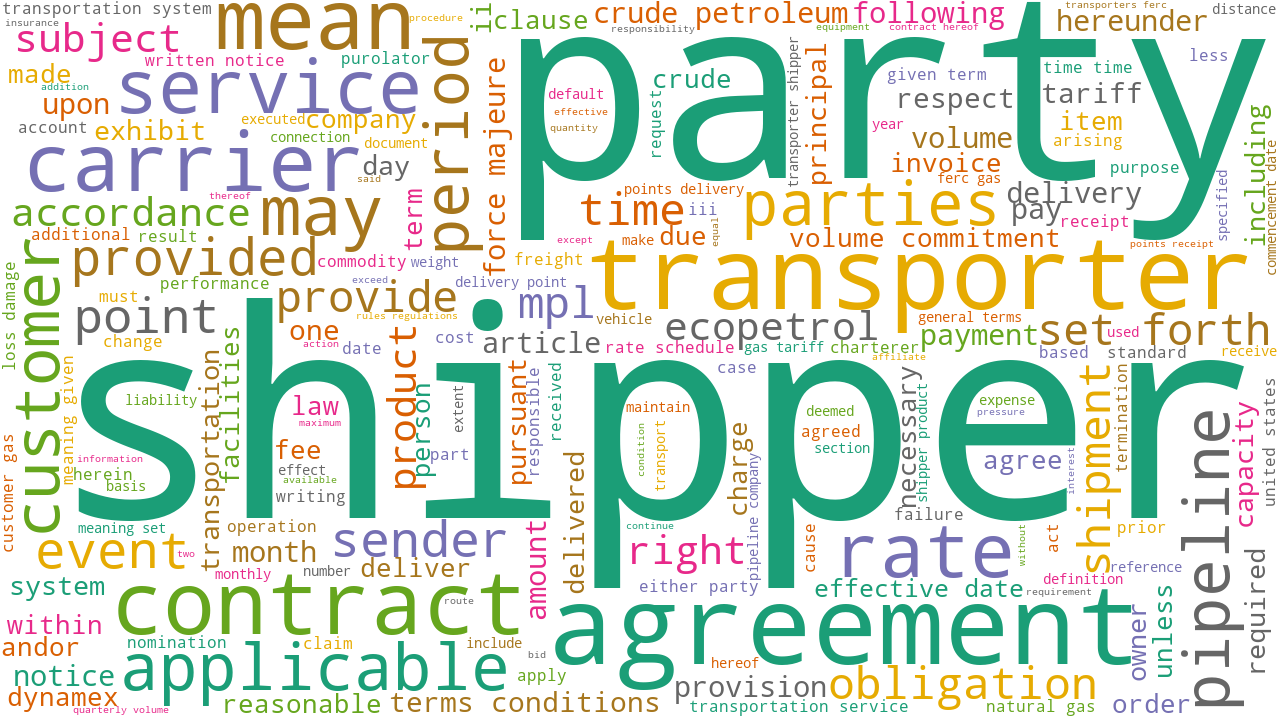 transportation system
insurance
mean
procedure
ii
clause
crude petroleum
following
transporters ferc
hereunder
distance
subject
responsibility
equipment
contract hereof
written notice
purolator
period
party
less
made
addition
service
force majeure
crude
given term
time time
upon
default
request
transporter shipper
principal
respect
tariff
account
exhibit
executed
company
effective
quantity
year
volume
item
including
connection
document
arising
carrier
day
said
invoice
ferc gas
purpose
commencement date
thereof
may
term
points delivery
delivery
specified
accordance
time
iii
parties
pay
receipt
additional
result
except
make
due
equal
volume commitment
points receipt
provided
commodity
weight
freight
transporter
customer
loss damage
performance
exceed
delivery point
must
provide
mpl
rules regulations
vehicle
general terms
point
one
action
cost
ecopetrol
payment
set forth
used
change
date
article
rate schedule
gas tariff
charterer
affiliate
based
standard
receive
meaning given
transportation
facilities
product
person
extent
pursuant
responsible
received
case
shipper
necessary
shipper product
shipment
termination
liability
law
maximum
maintain
deemed
expense
pressure
pipeline
capacity
united states
customer gas
information
fee
part
condition
transport
charge
agreed
section
agree
interest
herein
basis
effect
available
writing
meaning set
operation
delivered
pipeline company
continue
cause
failure
without
act
prior
event
two
month
sender
amount
right
rate
required
monthly
number
deliver
either party
definition
reference
system
contract
route
effective date
requirement
within
agreement
owner
unless
nomination
claim
include
bid
andor
hereof
notice
applicable
apply
provision
obligation
dynamex
quarterly volume
reasonable
terms conditions
transportation service
natural gas
order